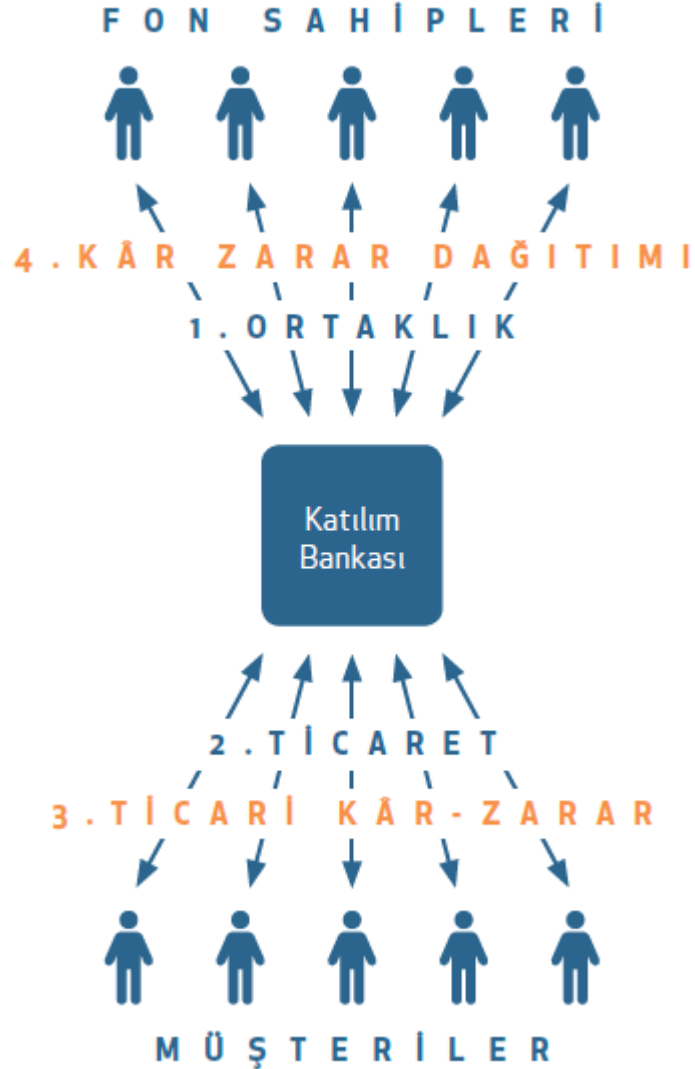 FON SAHİPLERİ
4.KÂR ZARAR DAĞITIMI
1.ORTAKLIK
Katılım
Bankası
2.TİCARET
3.TİCARİ KÂR-ZARAR
MÜŞTERİLER